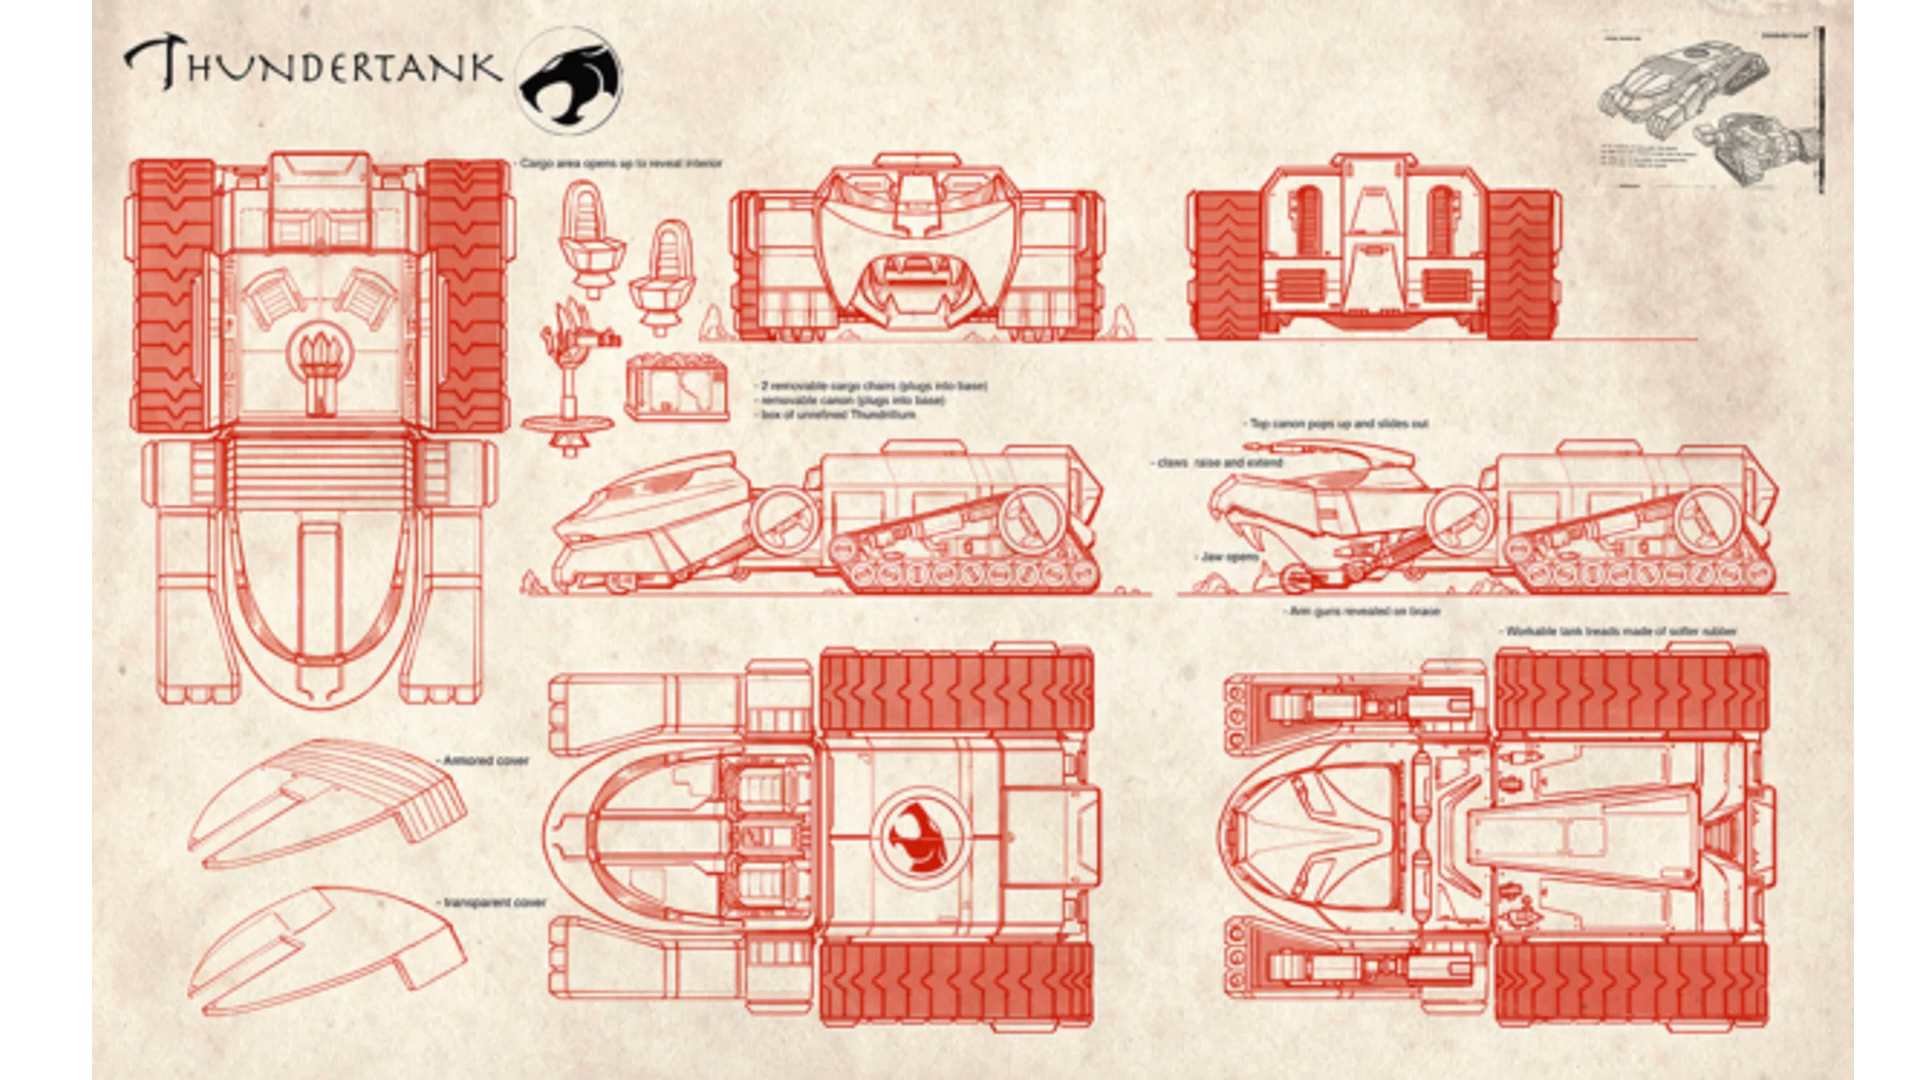 THUNDERTANK
- Cargo area opens up to reveal interior
- 2 removable cargo chairs (plugs into base)
- removable canon (plugs into base)
- box of unrefined Thundrillium
- Top canon pops up and slides out
- claws raise and extend
- Jaw opens
- Arm guns revealed on brace
- Workable tank treads made of softer rubber
- Armored cover
- transparent cover